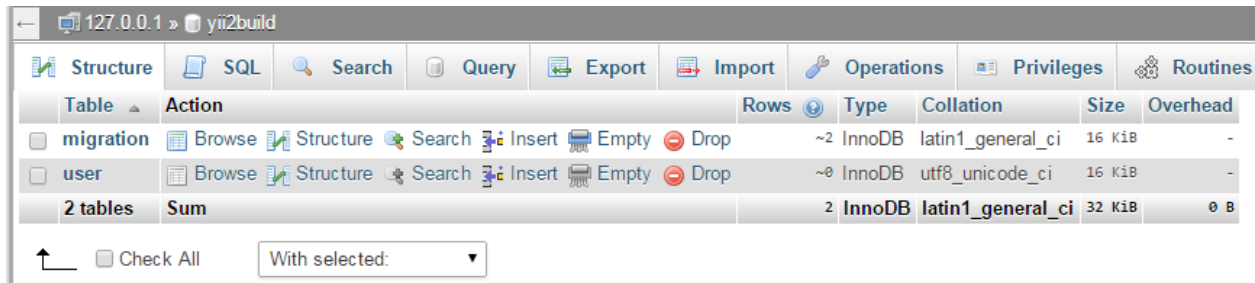 127.0.0.1 » yii2build
Structure SQL Search Query Export Import Operations Privileges Routines
Table Action Rows Type Collation Size Overhead
migration Browse Structure Search Insert Empty Drop ~2 InnoDB latin1_general_ci 16 KiB -
user Browse Structure Search Insert Empty Drop ~0 InnoDB utf8_unicode_ci 16 KiB -
2 tables Sum 2 InnoDB latin1_general_ci 32 KiB 0 B
Check All With selected: